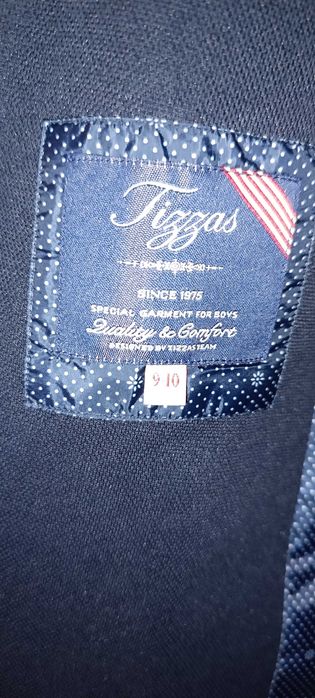 Tizzas
SINCE 1975
SPECIAL GARMENT FOR BOYS
Quality & Comfort
DESIGNED BY TIZZAS TEAM
9-10